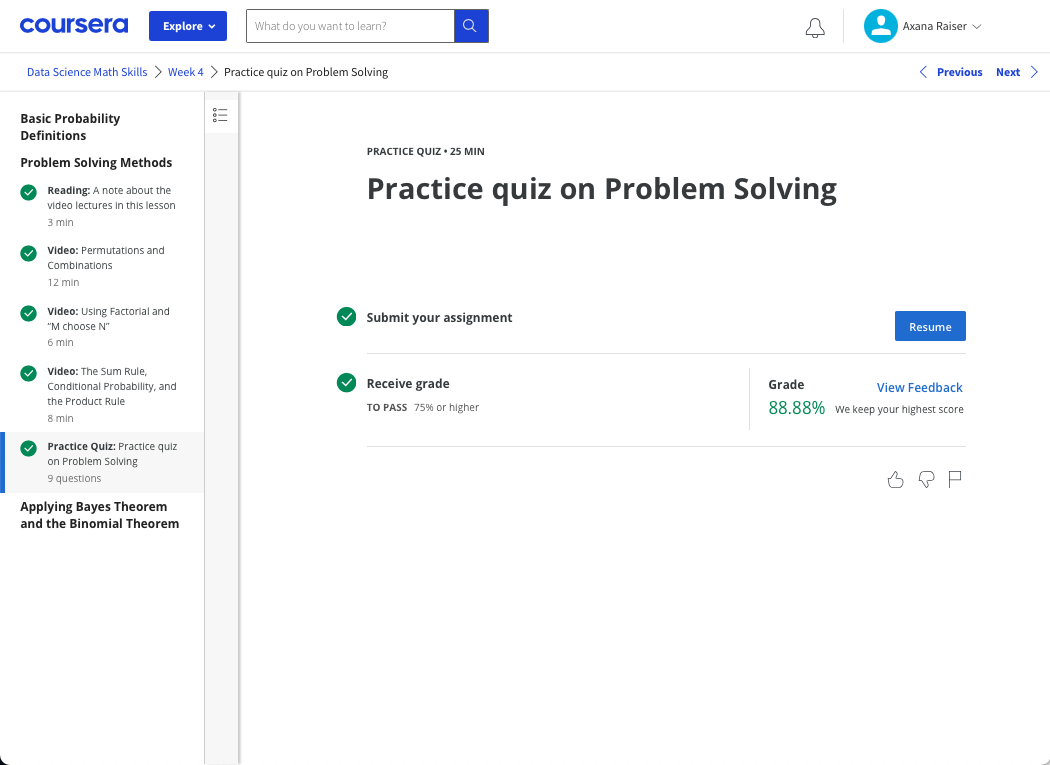 coursera
Explore
What do you want to learn?
Axana Raiser
Data Science Math Skills
Week 4
Practice quiz on Problem Solving
Previous
Next
Basic Probability
Definitions
Problem Solving Methods
Reading: A note about the
video lectures in this lesson
3 min
Video: Permutations and
Combinations
12 min
Video: Using Factorial and
“M choose N”
6 min
Video: The Sum Rule,
Conditional Probability, and
the Product Rule
8 min
Practice Quiz: Practice quiz
on Problem Solving
9 questions
Applying Bayes Theorem
and the Binomial Theorem
PRACTICE QUIZ • 25 MIN
Practice quiz on Problem Solving
Submit your assignment
Resume
Receive grade
TO PASS 75% or higher
Grade
View Feedback
88.88%
We keep your highest score